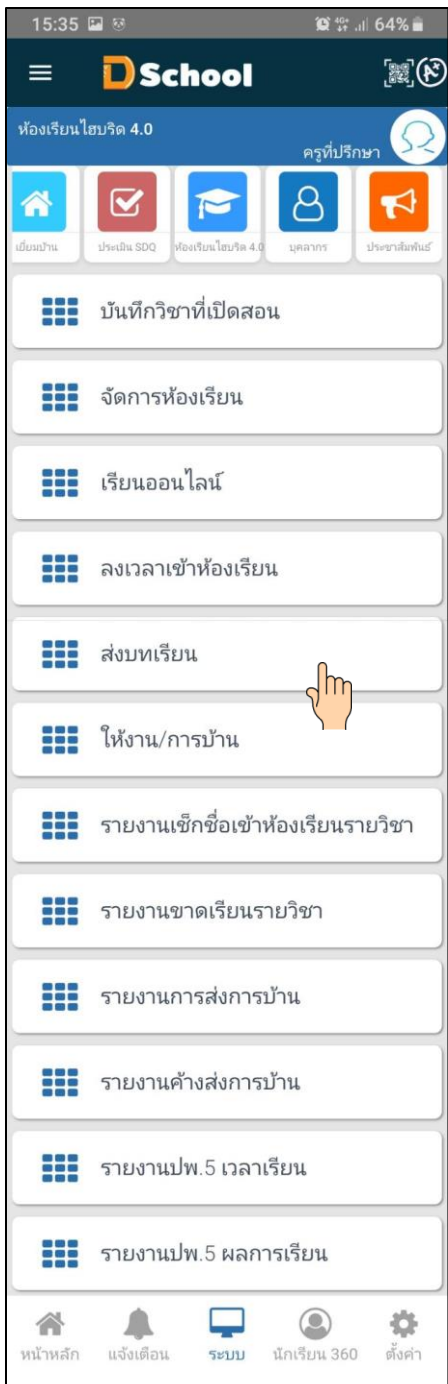 15:35 64%
DSchool A+
ห้องเรียนไฮบริด 4.0
ครูที่ปรึกษา
เยี่ยมบ้าน ประเมิน SDQ ห้องเรียนไฮบริด 4.0 บุคลากร ประชาสัมพันธ์
บันทึกวิชาที่เปิดสอน
จัดการห้องเรียน
เรียนออนไลน์
ลงเวลาเข้าห้องเรียน
ส่งบทเรียน
ให้งาน/การบ้าน
รายงานเช็กชื่อเข้าห้องเรียนรายวิชา
รายงานขาดเรียนรายวิชา
รายงานการส่งการบ้าน
รายงานค้างส่งการบ้าน
รายงานปพ.5 เวลาเรียน
รายงานปพ.5 ผลการเรียน
หน้าหลัก แจ้งเตือน ระบบ นักเรียน 360 ตั้งค่า